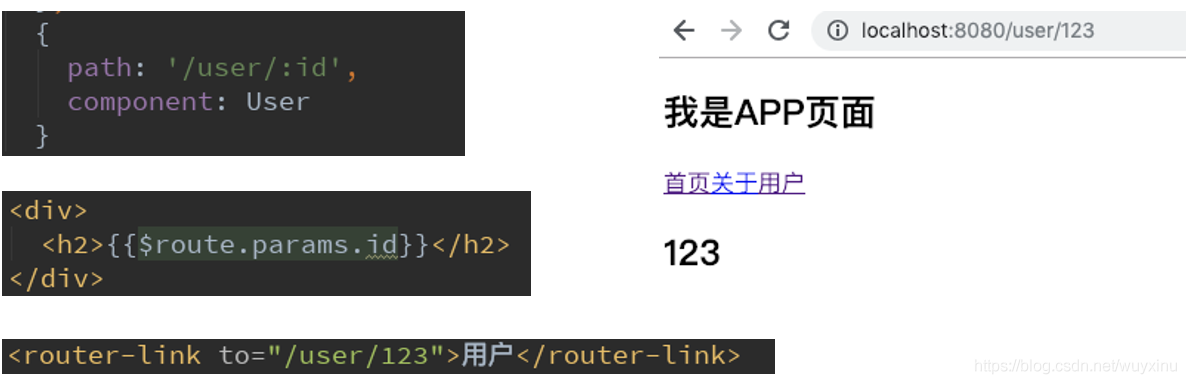 {
path: '/user/:id',
component: User
}
<div>
<h2>{{$route.params.id}}</h2>
</div>
<router-link to="/user/123">用户</router-link>
localhost:8080/user/123
我是APP页面
首页关于用户
123
https://blog.csdn.net/wuyxinu